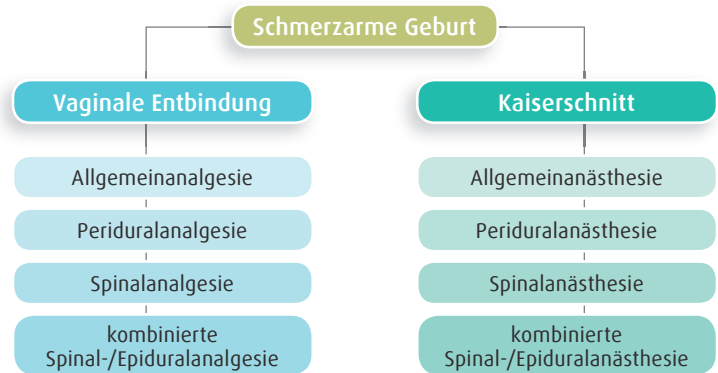 Schmerzarme Geburt
Vaginale Entbindung
Allgemeinanalgesie
Periduralanalgesie
Spinalanalgesie
kombinierte
Spinal-/Epiduralanalgesie
Kaiserschnitt
Allgemeinanästhesie
Periduralanästhesie
Spinalanästhesie
kombinierte
Spinal-/Epiduralanästhesie